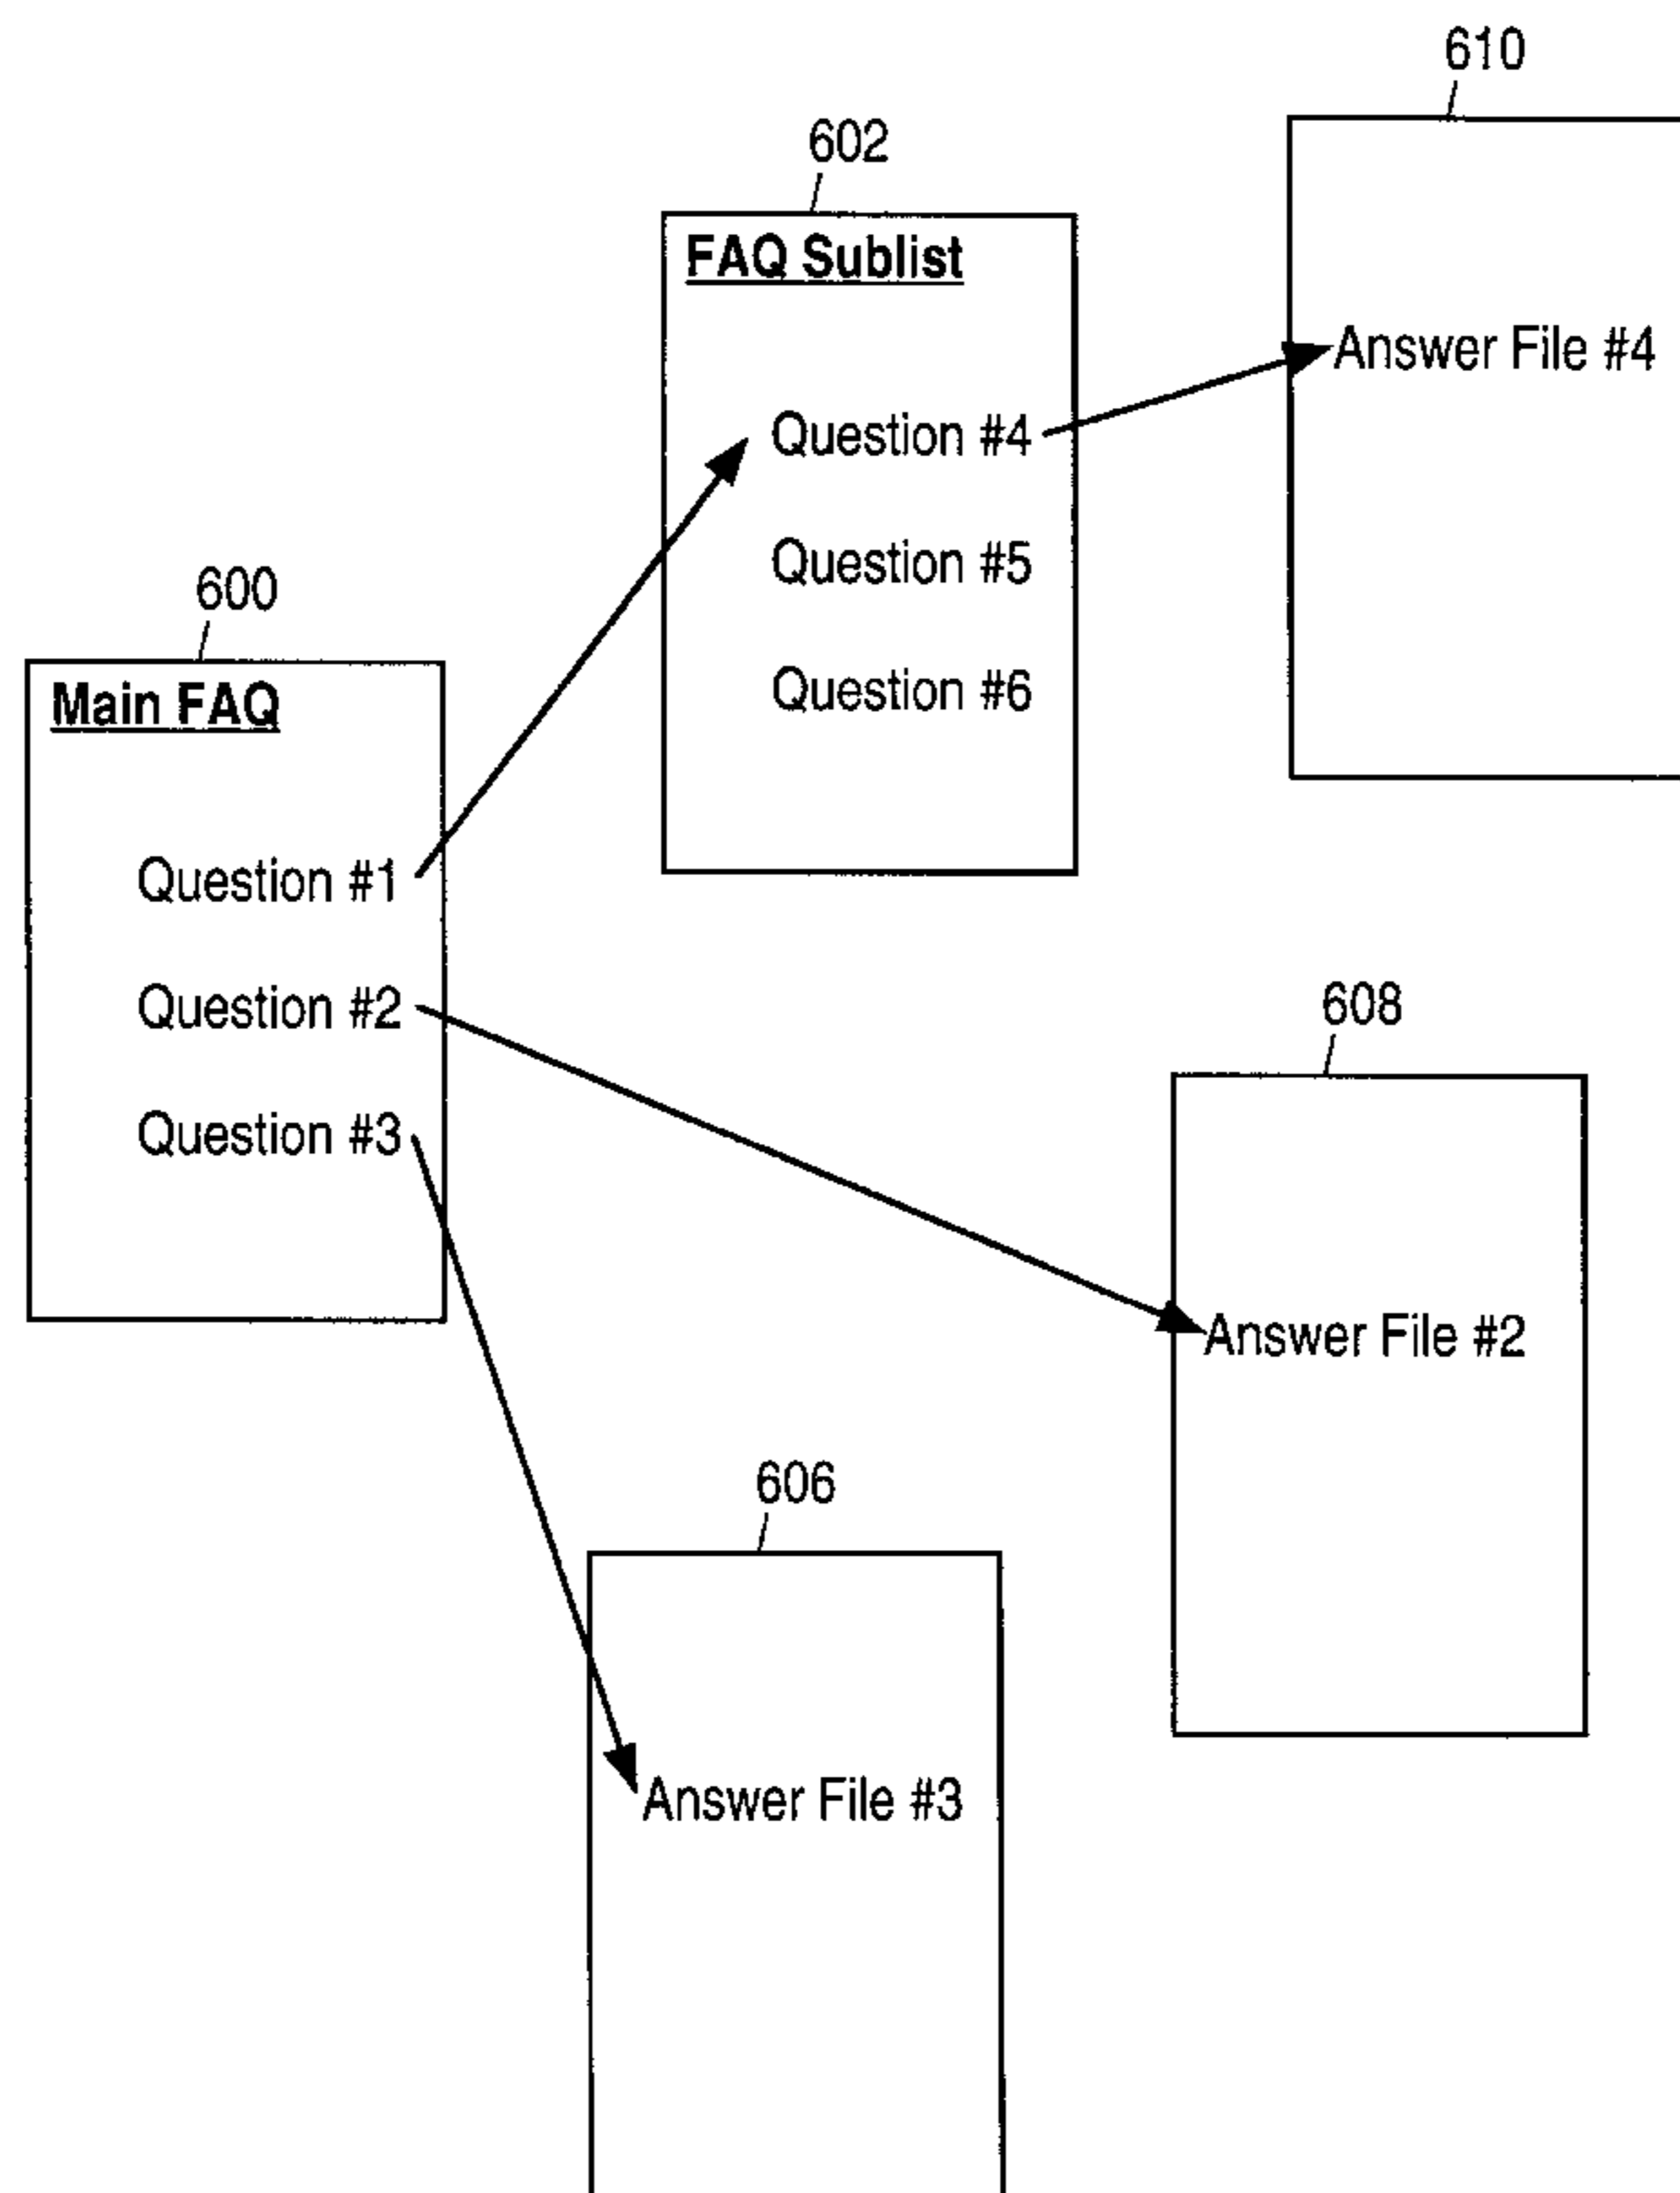 610
602
FAQ Sublist
Answer File #4
Question #4
Question #5
Question #6
600
Main FAQ
Question #1
Question #2
Question #3
608
Answer File #2
606
Answer File #3